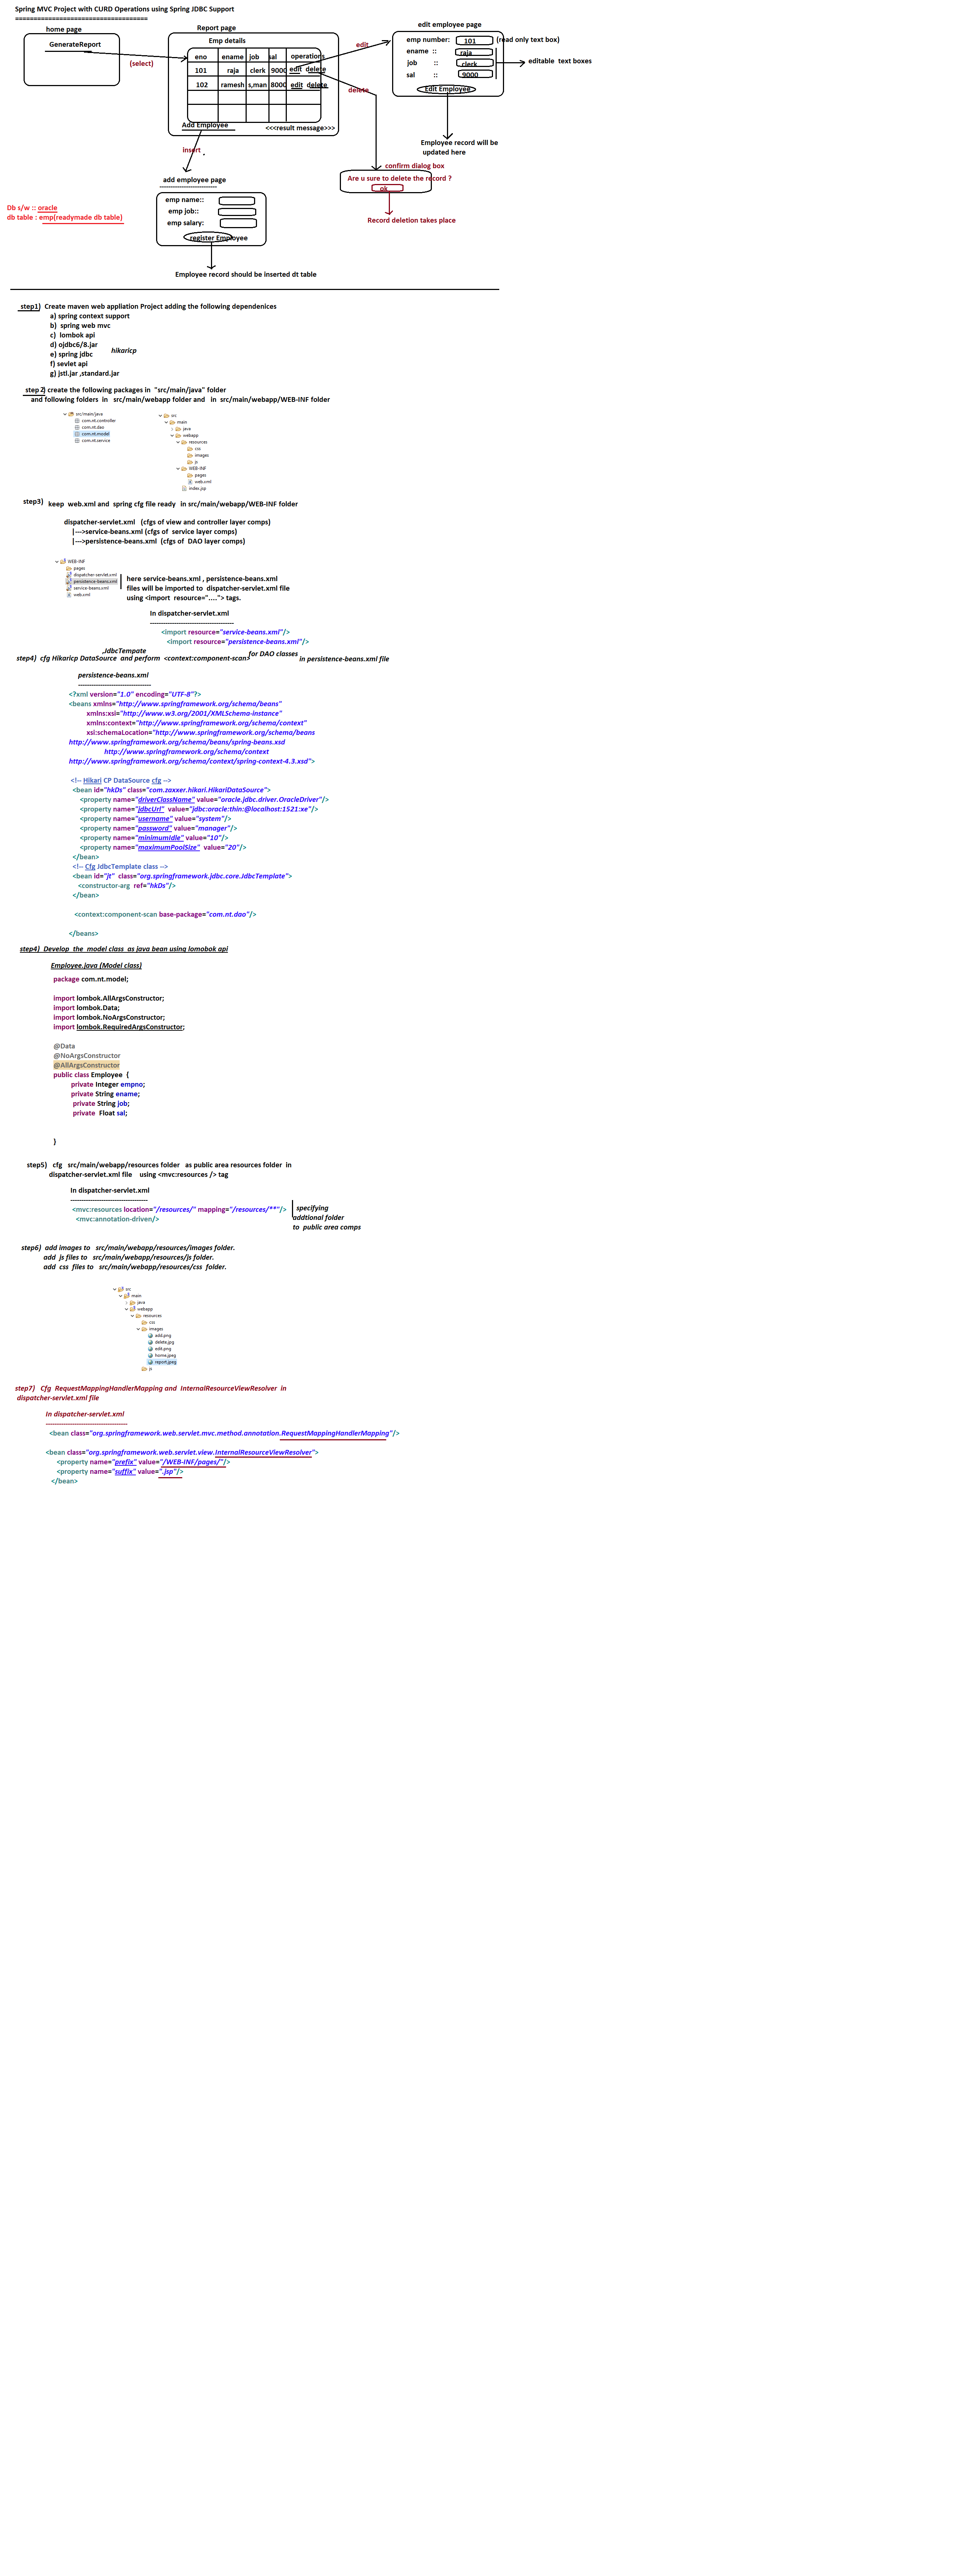 Spring MVC Project with CURD Operations using Spring JDBC Support
===================================
home page
GenerateReport
(select)
Report page
Emp details
eno ename job sal operations
101 raja clerk 9000 edit delete
102 ramesh s,man 8000 edit delete
Add Employee <<<result message>>>
edit
delete
insert
edit employee page
emp number: 101 (read only text box)
ename :: raja
job :: clerk
sal :: 9000
editable text boxes
Edit Employee
Employee record will be
updated here
confirm dialog box
Are u sure to delete the record ?
ok
Record deletion takes place
add employee page
-------------------------
emp name::
emp job::
emp salary:
register Employee
Employee record should be inserted dt table
Db s/w :: oracle
db table : emp(readymade db table)
step1) Create maven web appliation Project adding the following dependenices
a) spring context support
b) spring web mvc
c) lombok api
d) ojdbc6/8.jar
e) spring jdbc hikaricp
f) sevlet api
g) jstl.jar ,standard.jar
step 2) create the following packages in "src/main/java" folder
and following folders in src/main/webapp folder and in src/main/webapp/WEB-INF folder
src/main/java
com.nt.controller
com.nt.dao
com.nt.model
com.nt.service
src
main
java
webapp
resources
css
images
js
WEB-INF
pages
web.xml
index.jsp
step3) keep web.xml and spring cfg file ready in src/main/webapp/WEB-INF folder
dispatcher-servlet.xml (cfgs of view and controller layer comps)
|--->service-beans.xml (cfgs of service layer comps)
|--->persistence-beans.xml (cfgs of DAO layer comps)
WEB-INF
pages
dispatcher-servlet.xml
persistence-beans.xml
service-beans.xml
web.xml
here service-beans.xml , persistence-beans.xml
files will be imported to dispatcher-servlet.xml file
using <import resource="...."> tags.
In dispatcher-servlet.xml
-------------------------------------
<import resource="service-beans.xml"/>
<import resource="persistence-beans.xml"/>
,JdbcTempate
step4) cfg Hikaricp DataSource and perform <context:component-scan> for DAO classes in persistence-beans.xml file
persistence-beans.xml
--------------------------------
<?xml version="1.0" encoding="UTF-8"?>
<beans xmlns="http://www.springframework.org/schema/beans"
xmlns:xsi="http://www.w3.org/2001/XMLSchema-instance"
xmlns:context="http://www.springframework.org/schema/context"
xsi:schemaLocation="http://www.springframework.org/schema/beans
http://www.springframework.org/schema/beans/spring-beans.xsd
http://www.springframework.org/schema/context
http://www.springframework.org/schema/context/spring-context-4.3.xsd">
<!-- Hikari CP DataSource cfg -->
<bean id="hkDs" class="com.zaxxer.hikari.HikariDataSource">
<property name="driverClassName" value="oracle.jdbc.driver.OracleDriver"/>
<property name="jdbcUrl" value="jdbc:oracle:thin:@localhost:1521:xe"/>
<property name="username" value="system"/>
<property name="password" value="manager"/>
<property name="minimumIdle" value="10"/>
<property name="maximumPoolSize" value="20"/>
</bean>
<!-- Cfg JdbcTemplate class -->
<bean id="jt" class="org.springframework.jdbc.core.JdbcTemplate">
<constructor-arg ref="hkDs"/>
</bean>
<context:component-scan base-package="com.nt.dao"/>
</beans>
step4) Develop the model class as java bean using lomobok api
Employee.java (Model class)
package com.nt.model;
import lombok.AllArgsConstructor;
import lombok.Data;
import lombok.NoArgsConstructor;
import lombok.RequiredArgsConstructor;
@Data
@NoArgsConstructor
@AllArgsConstructor
public class Employee {
private Integer empno;
private String ename;
private String job;
private Float sal;
}
step5) cfg src/main/webapp/resources folder as public area resources folder in
dispatcher-servlet.xml file using <mvc:resources /> tag
In dispatcher-servlet.xml
----------------------------------
<mvc:resources location="/resources/" mapping="/resources/**"/>
<mvc:annotation-driven/>
specifying
addtional folder
to public area comps
step6) add images to src/main/webapp/resources/images folder.
add js files to src/main/webapp/resources/js folder.
add css files to src/main/webapp/resources/css folder.
src
main
java
webapp
resources
css
images
add.png
delete.jpg
edit.png
home.jpeg
report.jpeg
js
step7) Cfg RequestMappingHandlerMapping and InternalResourceViewResolver in
dispatcher-servlet.xml file
In dispatcher-servlet.xml
------------------------------------
<bean class="org.springframework.web.servlet.mvc.method.annotation.RequestMappingHandlerMapping"/>
<bean class="org.springframework.web.servlet.view.InternalResourceViewResolver">
<property name="prefix" value="/WEB-INF/pages/"/>
<property name="suffix" value=".jsp"/>
</bean>